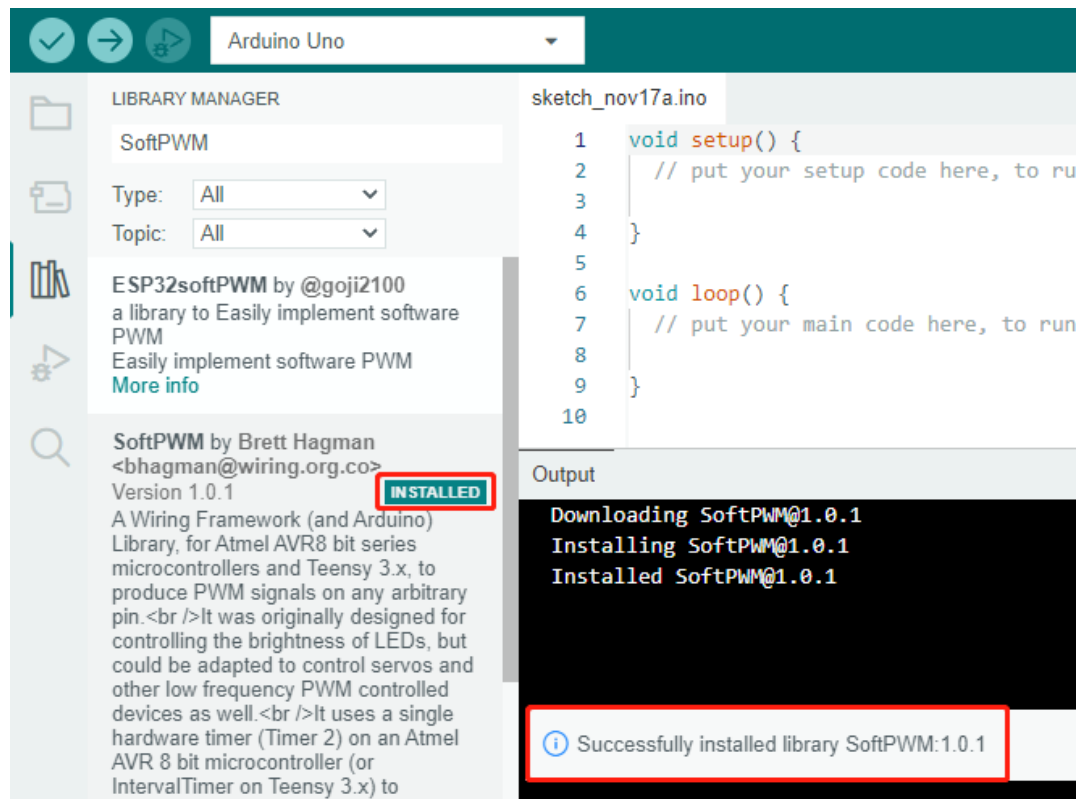 Arduino Uno
LIBRARY MANAGER
SoftPWM
Type: All
Topic: All
ESP32softPWM by @goji2100
a library to Easily implement software
PWM
Easily implement software PWM
More info
SoftPWM by Brett Hagman
<bhagman@wiring.org.co>
Version 1.0.1 INSTALLED
A Wiring Framework (and Arduino)
Library, for Atmel AVR8 bit series
microcontrollers and Teensy 3.x, to
produce PWM signals on any arbitrary
pin.<br />It was originally designed for
controlling the brightness of LEDs, but
could be adapted to control servos and
other low frequency PWM controlled
devices as well.<br />It uses a single
hardware timer (Timer 2) on an Atmel
AVR 8 bit microcontroller (or
IntervalTimer on Teensy 3.x) to
sketch_nov17a.ino
1 void setup() {
2 // put your setup code here, to ru
3
4 }
5
6 void loop() {
7 // put your main code here, to run
8
9 }
10
Output
Downloading SoftPWM@1.0.1
Installing SoftPWM@1.0.1
Installed SoftPWM@1.0.1
Successfully installed library SoftPWM:1.0.1